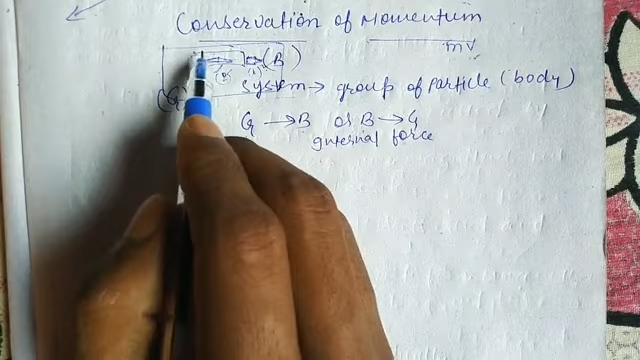 Conservation of Momentum
mv
(B)
System → group of Particle (body)
(G)
G → B or B → G
Internal force